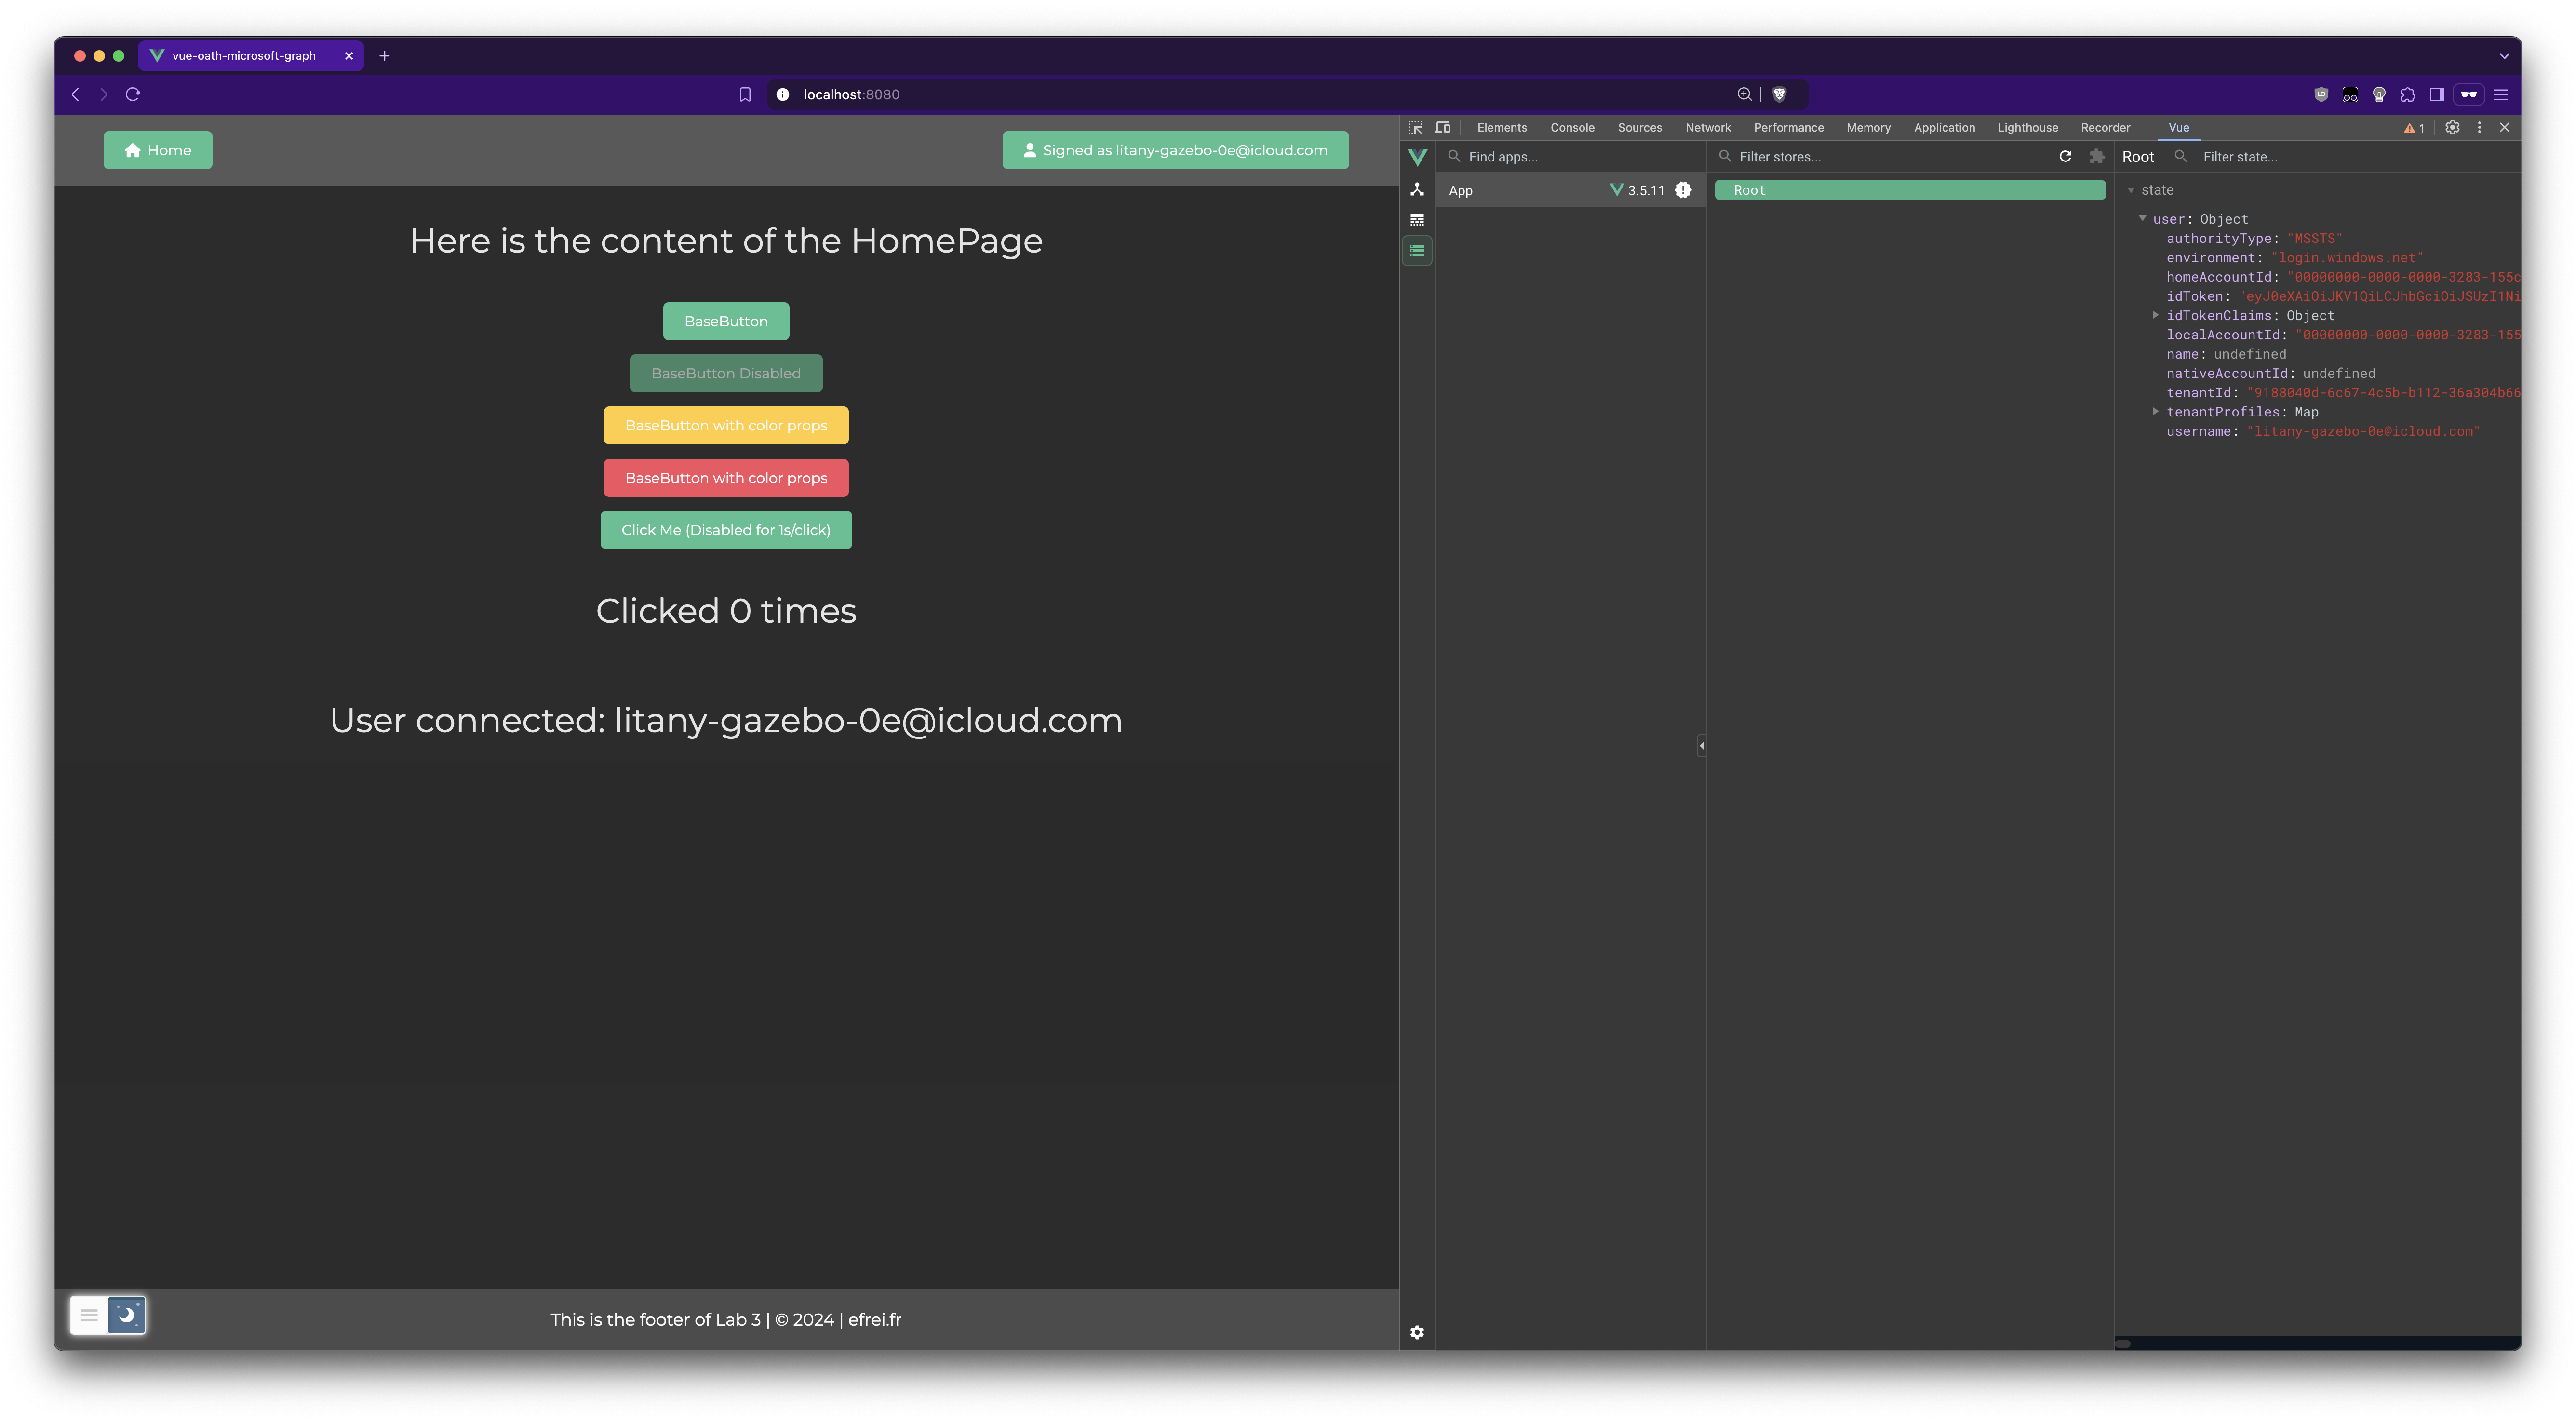 vue-oath-microsoft-graph
localhost:8080
Home
Signed as litany-gazebo-0e@icloud.com
Here is the content of the HomePage
BaseButton
BaseButton Disabled
BaseButton with color props
BaseButton with color props
Click Me (Disabled for 1s/click)
Clicked 0 times
User connected: litany-gazebo-0e@icloud.com
This is the footer of Lab 3 | © 2024 | efrei.fr
Elements Console Sources Network Performance Memory Application Lighthouse Recorder Vue 1
Find apps...
App 3.5.11
Filter stores...
Root
Root Filter state...
state
user: Object
authorityType: "MSSTS"
environment: "login.windows.net"
homeAccountId: "00000000-0000-0000-3283-155c
idToken: "eyJ0eXAiOiJKV1QiLCJhbGciOiJSUzI1Ni
idTokenClaims: Object
localAccountId: "00000000-0000-0000-3283-155
name: undefined
nativeAccountId: undefined
tenantId: "9188040d-6c67-4c5b-b112-36a304b66
tenantProfiles: Map
username: "litany-gazebo-0e@icloud.com"